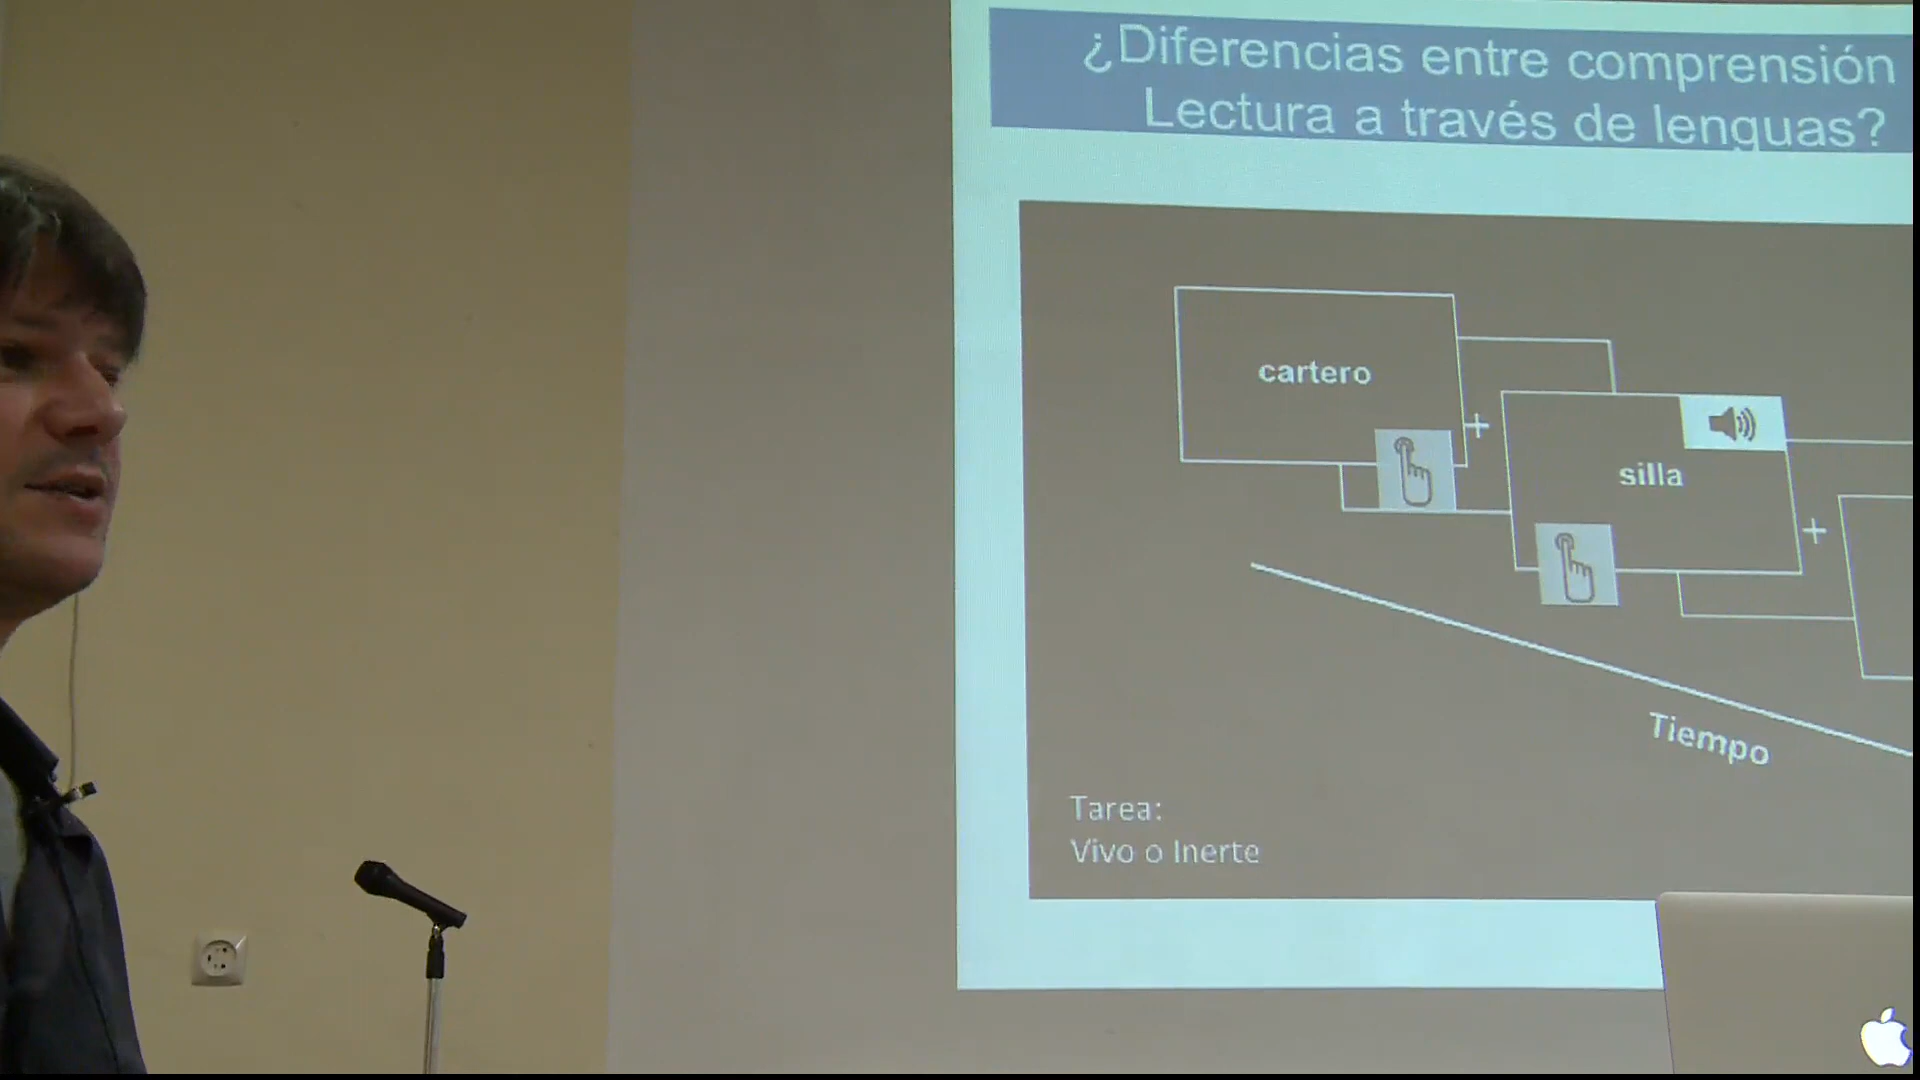 ¿Diferencias entre comprensión
Lectura a través de lenguas?
cartero
+
silla
+
Tiempo
Tarea:
Vivo o Inerte